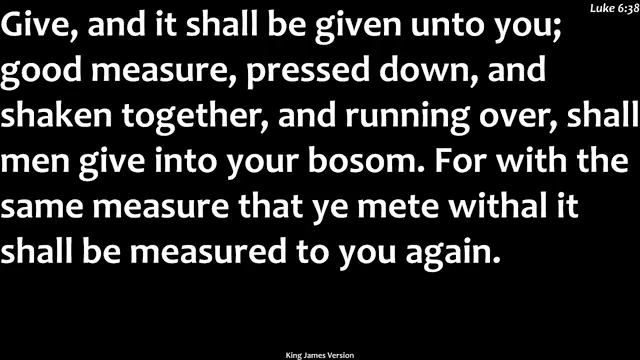 Luke 6:38
Give, and it shall be given unto you;
good measure, pressed down, and
shaken together, and running over, shall
men give into your bosom. For with the
same measure that ye mete withal it
shall be measured to you again.
King James Version